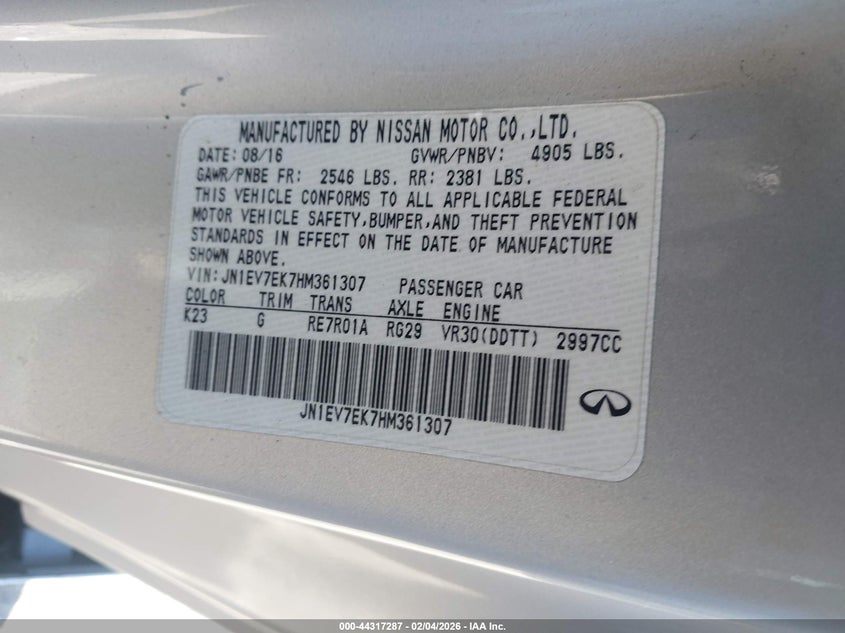 MANUFACTURED BY NISSAN MOTOR CO.,LTD.
DATE: 08/16 GVWR/PNBV: 4905 LBS.
GAWR/PNBE FR: 2546 LBS. RR: 2381 LBS.
THIS VEHICLE CONFORMS TO ALL APPLICABLE FEDERAL
MOTOR VEHICLE SAFETY,BUMPER,AND THEFT PREVENTION
STANDARDS IN EFFECT ON THE DATE OF MANUFACTURE
SHOWN ABOVE.
VIN:JN1EV7EK7HM361307 PASSENGER CAR
COLOR TRIM TRANS AXLE ENGINE
K23 G RE7R01A RG29 VR30(DDTT) 2997CC
JN1EV7EK7HM361307
000-44317287 - 02/04/2026 - IAA Inc.